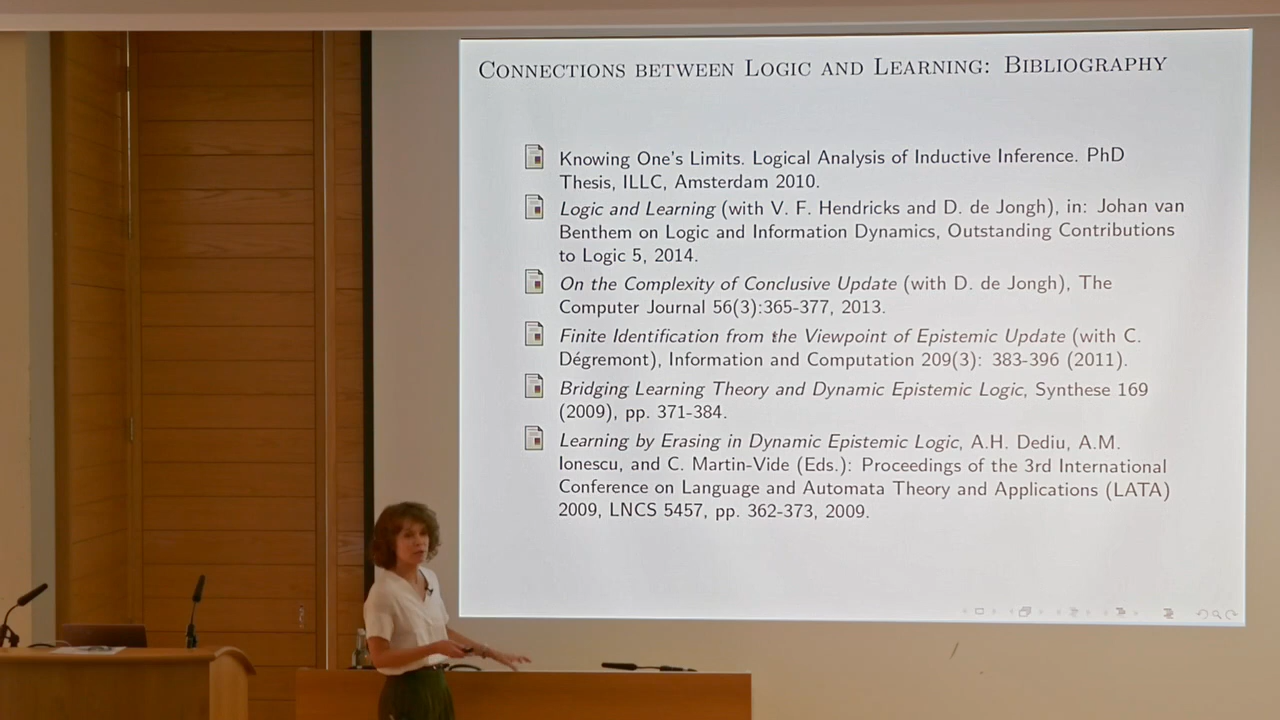 CONNECTIONS BETWEEN LOGIC AND LEARNING: BIBLIOGRAPHY
Knowing One's Limits. Logical Analysis of Inductive Inference. PhD
Thesis, ILLC, Amsterdam 2010.
Logic and Learning (with V. F. Hendricks and D. de Jongh), in: Johan van
Benthem on Logic and Information Dynamics, Outstanding Contributions
to Logic 5, 2014.
On the Complexity of Conclusive Update (with D. de Jongh), The
Computer Journal 56(3):365-377, 2013.
Finite Identification from the Viewpoint of Epistemic Update (with C.
Dégremont), Information and Computation 209(3): 383-396 (2011).
Bridging Learning Theory and Dynamic Epistemic Logic, Synthese 169
(2009), pp. 371-384.
Learning by Erasing in Dynamic Epistemic Logic, A.H. Dediu, A.M.
Ionescu, and C. Martin-Vide (Eds.): Proceedings of the 3rd International
Conference on Language and Automata Theory and Applications (LATA)
2009, LNCS 5457, pp. 362-373, 2009.